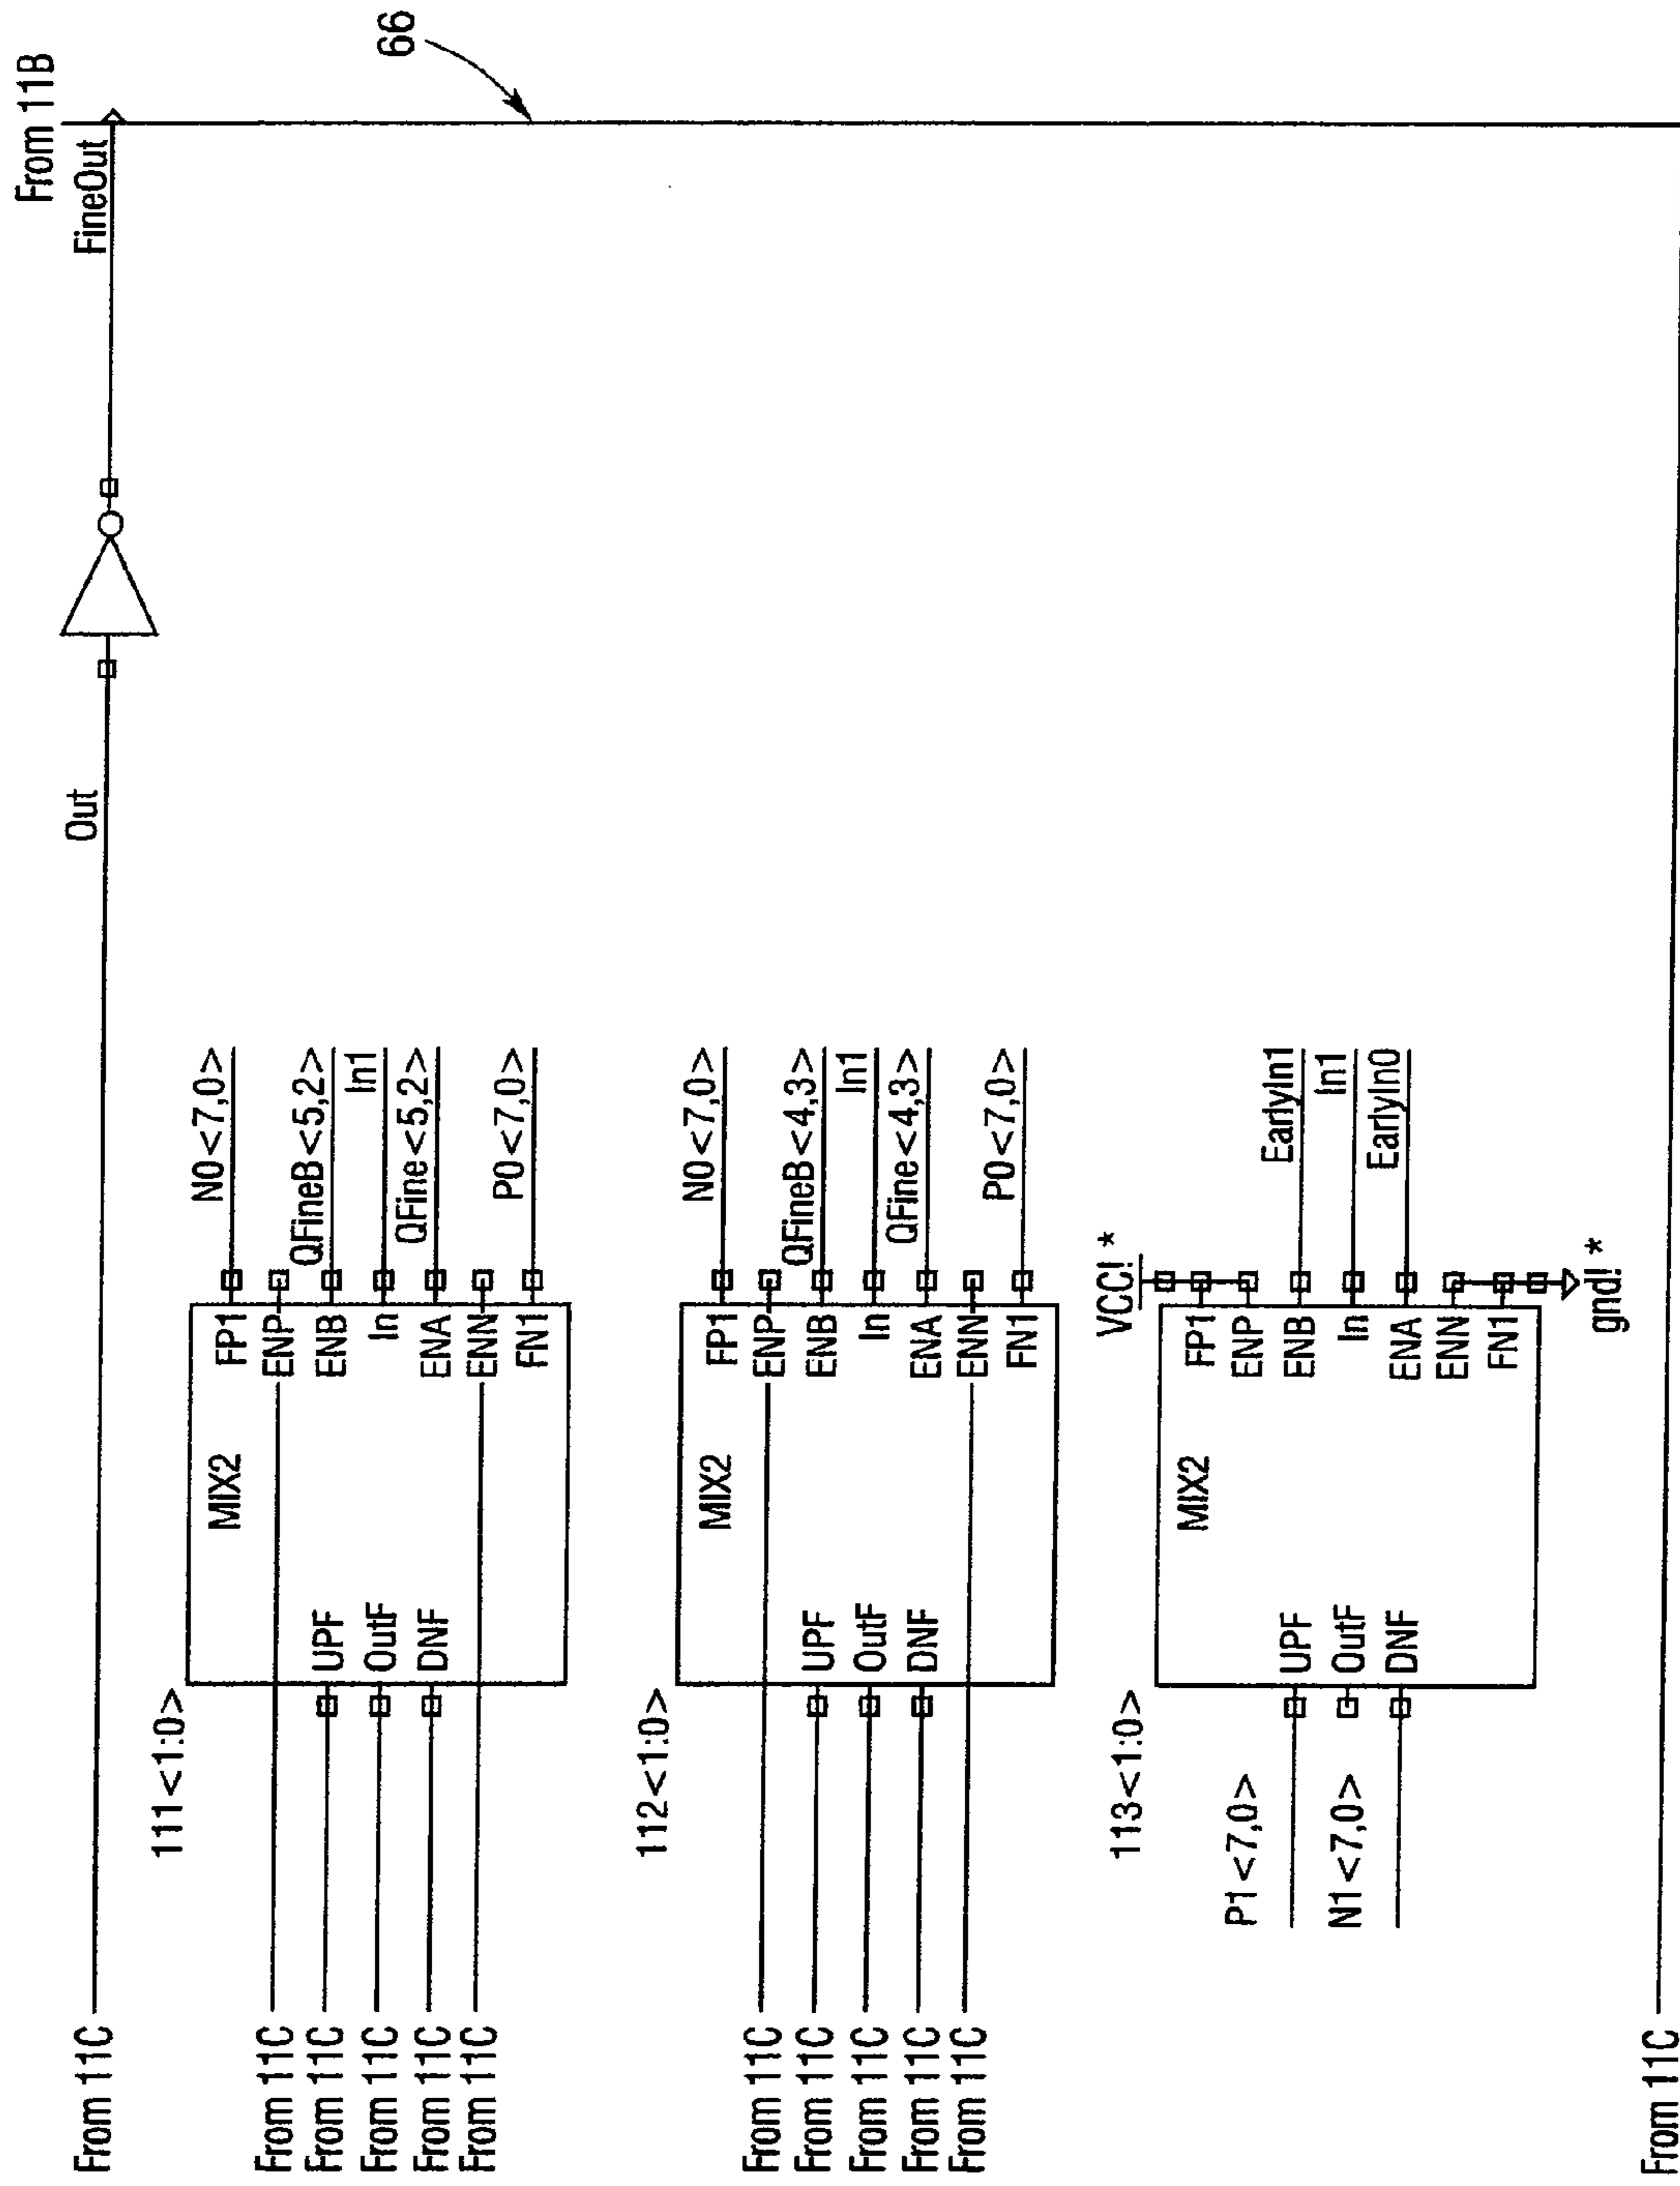 From 11B
66
From 11C
Out
FineOut
111<1:0>
MIX2
From 11C
From 11C
From 11C
From 11C
From 11C
UPF
OutF
DNF
FP1
ENP
ENB
In
ENA
ENN
FN1
N0<7,0>
QFineB<5,2>
In1
QFine<5,2>
P0<7,0>
112<1:0>
MIX2
From 11C
From 11C
From 11C
From 11C
From 11C
UPF
OutF
DNF
FP1
ENP
ENB
In
ENA
ENN
FN1
N0<7,0>
QFineB<4,3>
In1
QFine<4,3>
P0<7,0>
113<1:0>
MIX2
P1<7,0>
N1<7,0>
UPF
OutF
DNF
VCC! *
FP1
ENP
ENB
In
ENA
ENN
FN1
EarlyIn1
In1
EarlyIn0
gnd! *
From 11C